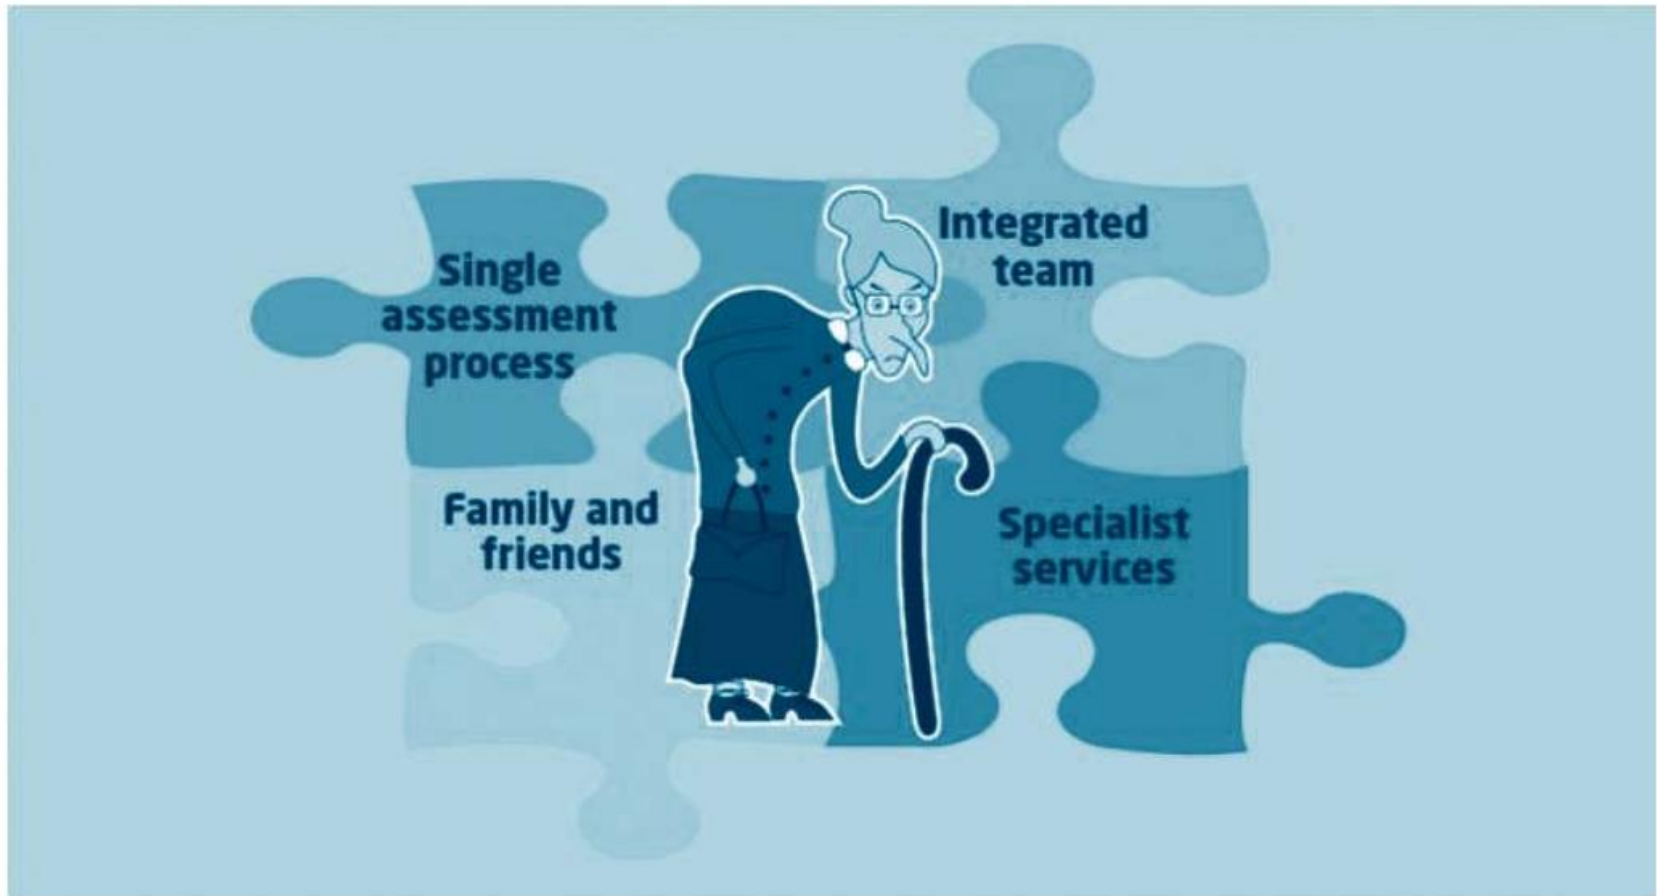 Single
assessment
process
Integrated
team
Family and
friends
Specialist
services